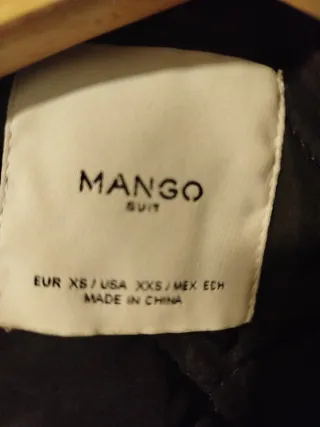 MANGO
SUIT
EUR XS / USA XXS / MEX ECH
MADE IN CHINA